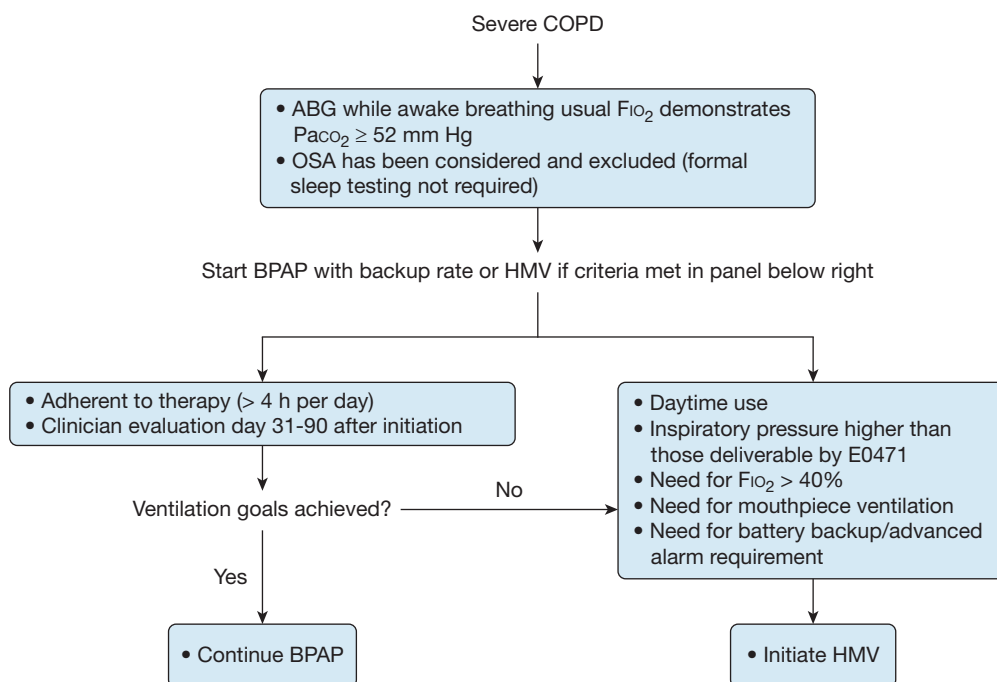 Severe COPD
• ABG while awake breathing usual FIO2 demonstrates
PaCO2 ≥ 52 mm Hg
• OSA has been considered and excluded (formal
sleep testing not required)
Start BPAP with backup rate or HMV if criteria met in panel below right
• Adherent to therapy (> 4 h per day)
• Clinician evaluation day 31-90 after initiation
Ventilation goals achieved?
No
Yes
• Continue BPAP
• Daytime use
• Inspiratory pressure higher than
those deliverable by E0471
• Need for FIO2 > 40%
• Need for mouthpiece ventilation
• Need for battery backup/advanced
alarm requirement
• Initiate HMV